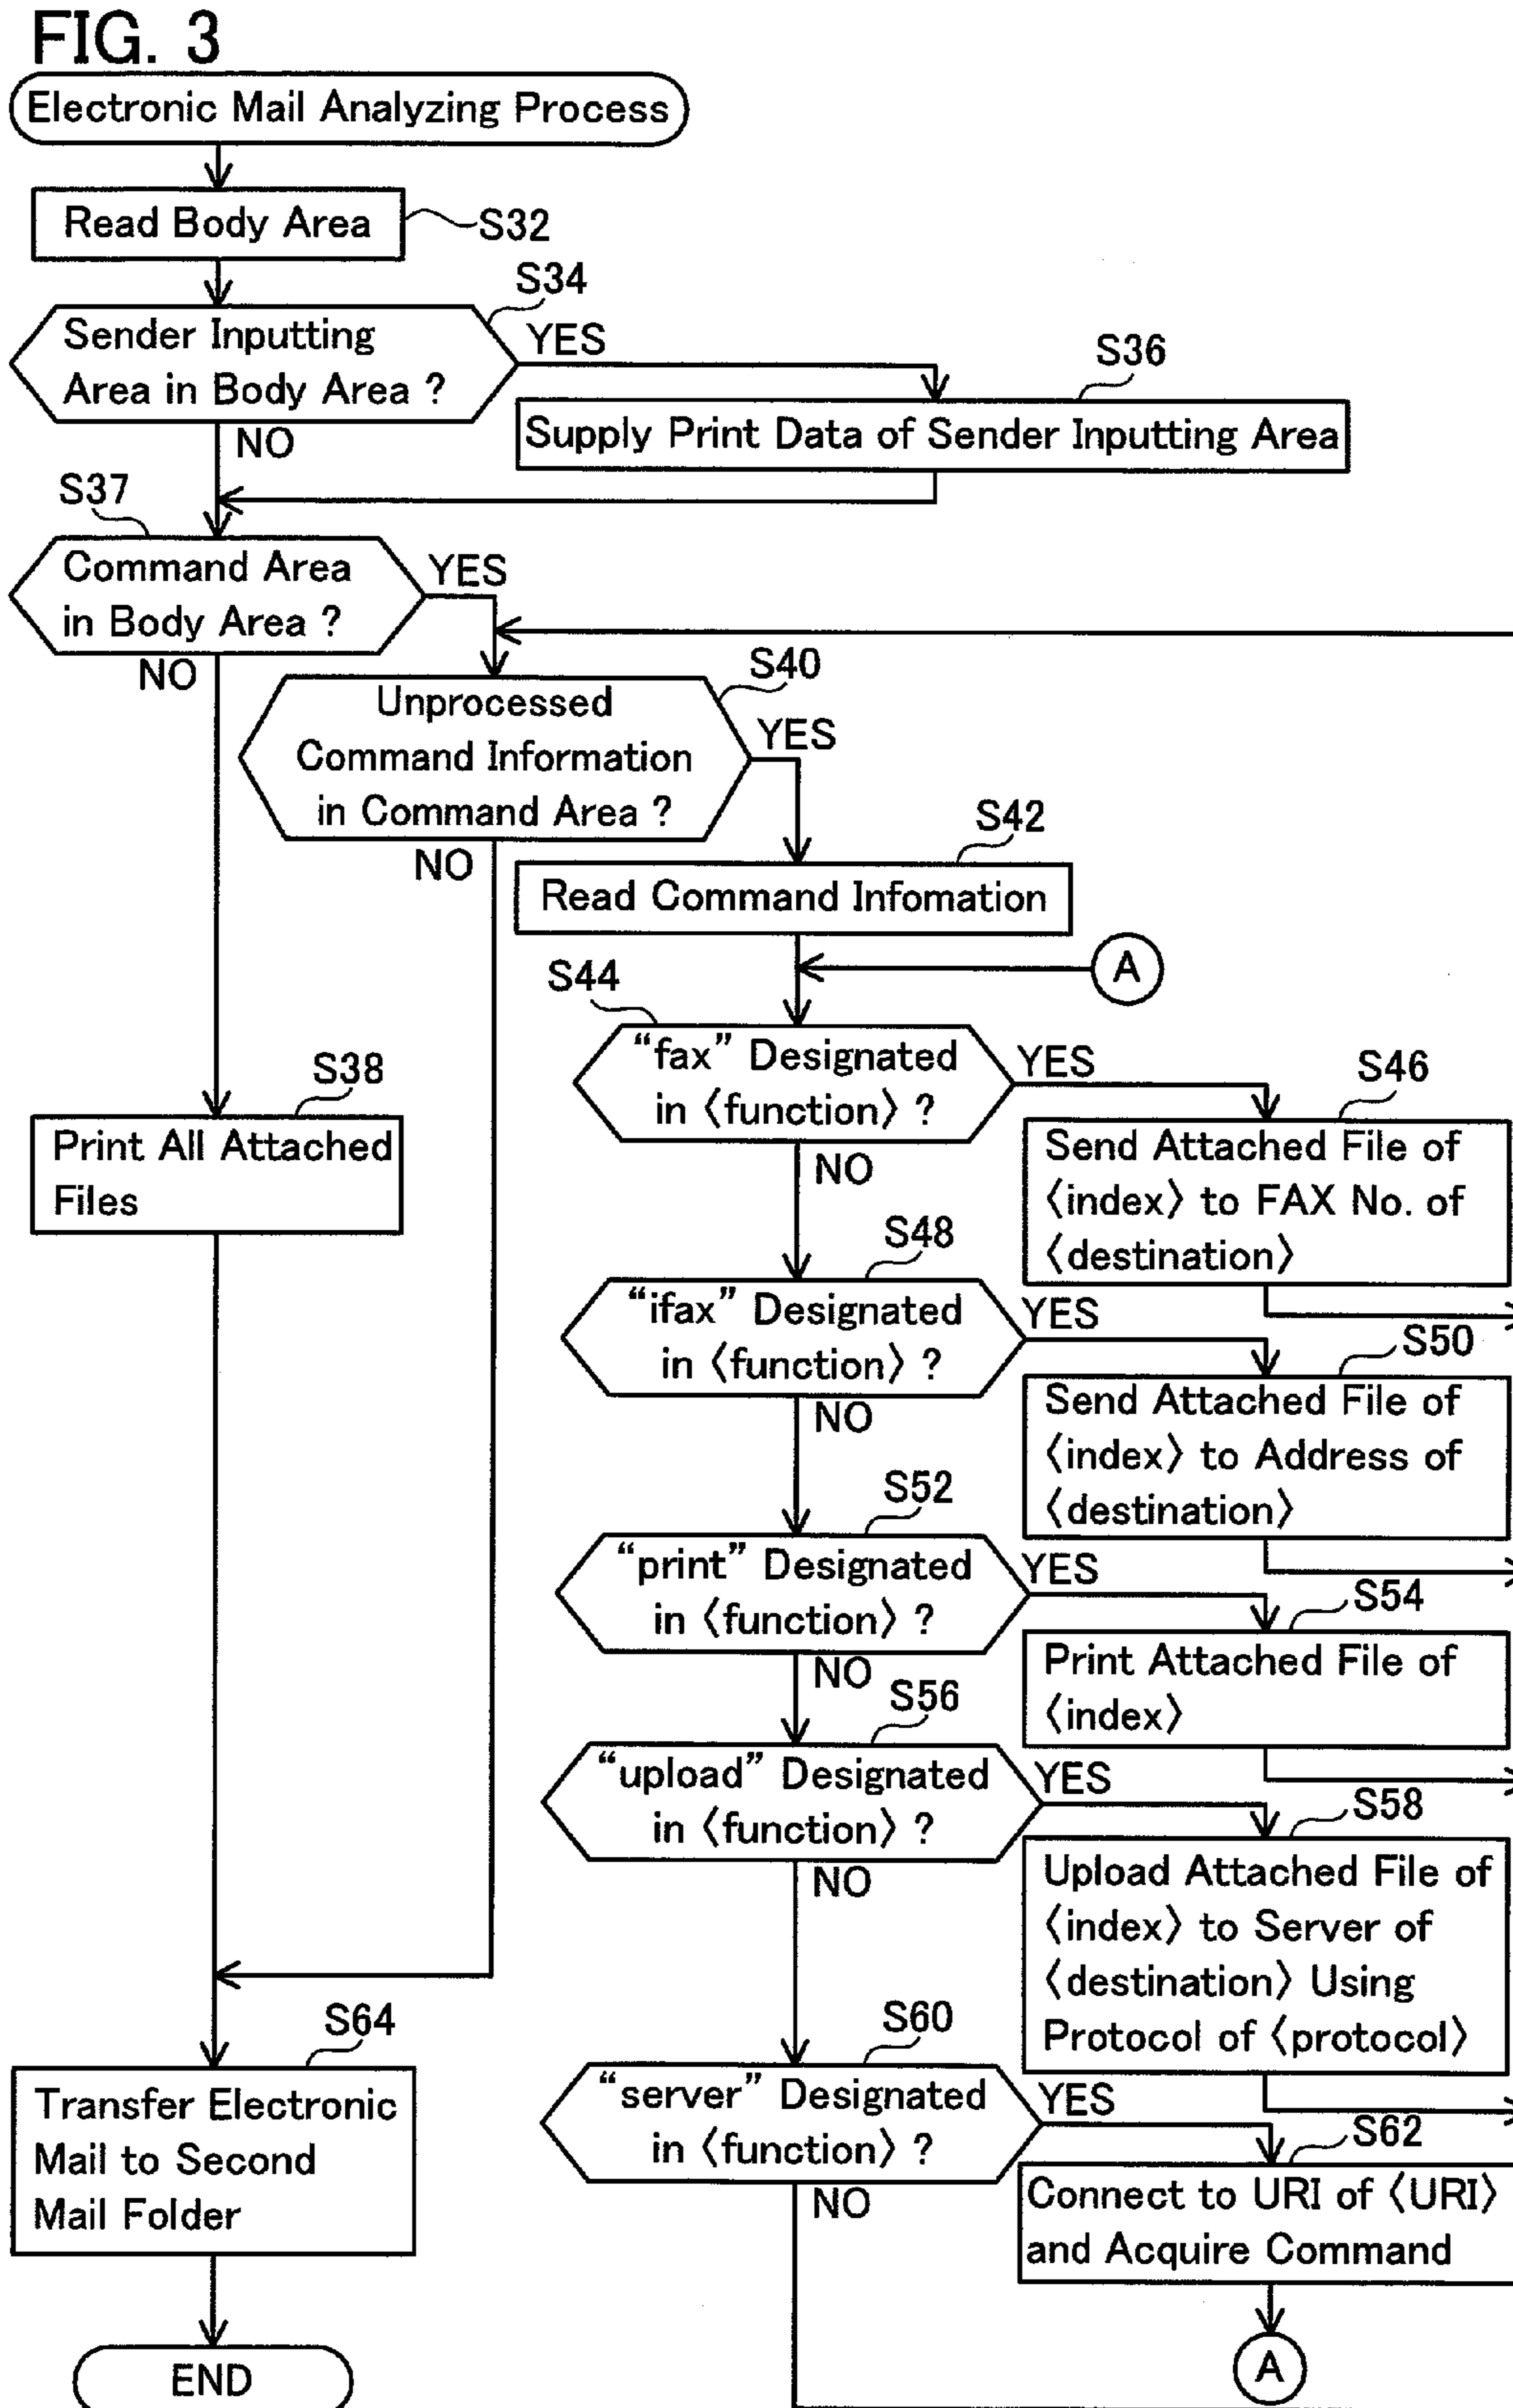 FIG. 3
Electronic Mail Analyzing Process
Read Body Area
S32
S34
Sender Inputting
Area in Body Area ?
YES
NO
S36
Supply Print Data of Sender Inputting Area
S37
Command Area
in Body Area ?
YES
NO
S40
Unprocessed
Command Information
in Command Area ?
YES
NO
S42
Read Command Infomation
A
S44
“fax” Designated
in 〈function〉 ?
YES
NO
S46
Send Attached File of
〈index〉 to FAX No. of
〈destination〉
S38
Print All Attached
Files
S48
“ifax” Designated
in 〈function〉 ?
YES
NO
S50
Send Attached File of
〈index〉 to Address of
〈destination〉
S52
“print” Designated
in 〈function〉 ?
YES
NO
S54
Print Attached File of
〈index〉
S56
“upload” Designated
in 〈function〉 ?
YES
NO
S58
Upload Attached File of
〈index〉 to Server of
〈destination〉 Using
Protocol of 〈protocol〉
S60
“server” Designated
in 〈function〉 ?
YES
NO
S62
Connect to URI of 〈URI〉
and Acquire Command
A
S64
Transfer Electronic
Mail to Second
Mail Folder
END